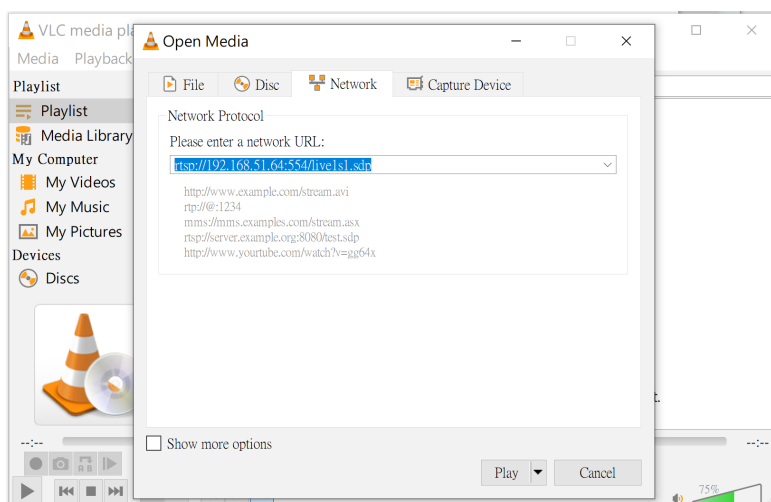 VLC media pla
Media Playback
Playlist
Playlist
Media Library
My Computer
My Videos
My Music
My Pictures
Devices
Discs
Open Media
File
Disc
Network
Capture Device
Network Protocol
Please enter a network URL:
rtsp://192.168.51.64:554/live1s1.sdp
http://www.example.com/stream.avi
rtp://@:1234
mms://mms.examples.com/stream.asx
rtsp://server.example.org:8080/test.sdp
http://www.yourtube.com/watch?v=gg64x
t.
Show more options
Play
Cancel
--:--
--:--
75%